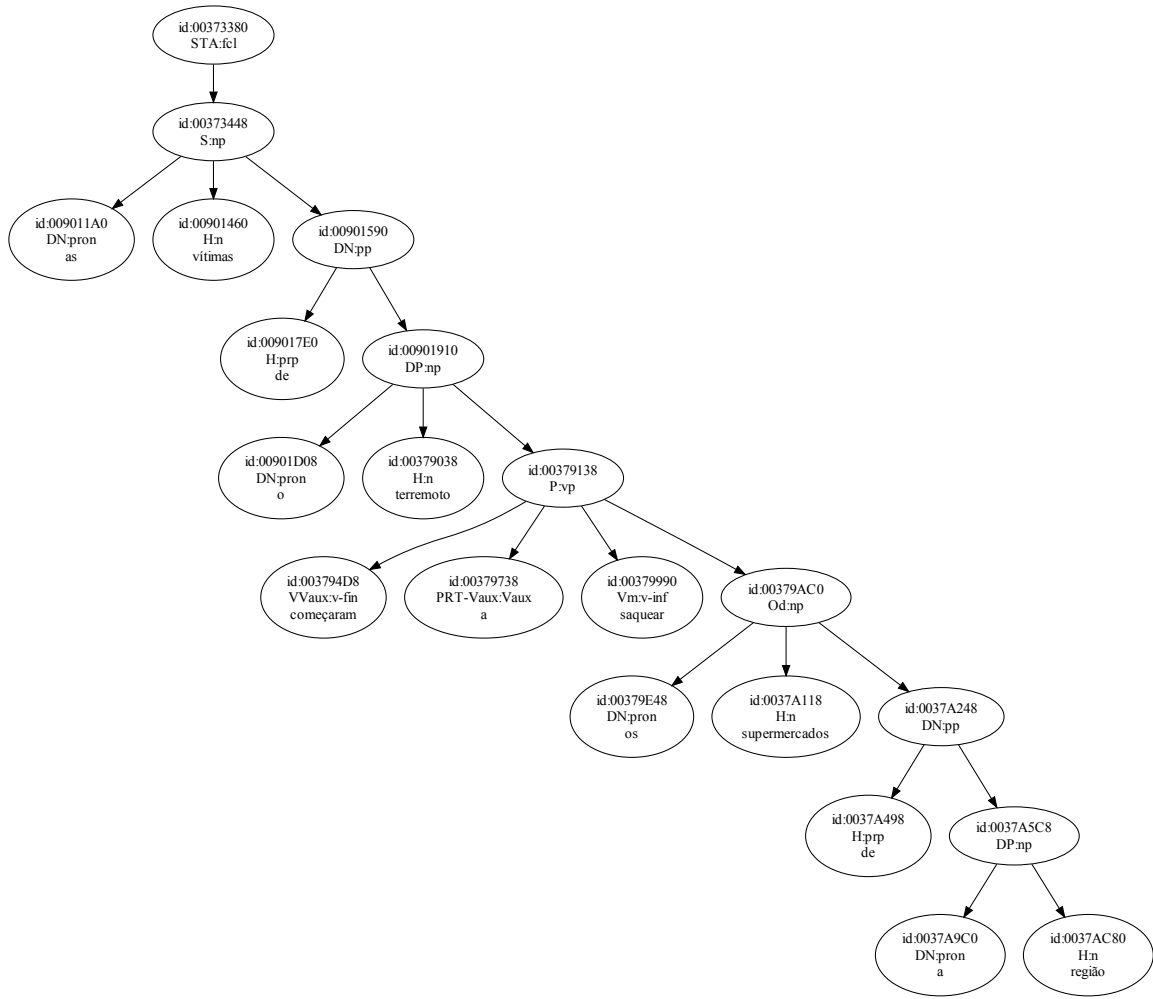 id:00373380
STA:fcl
id:00373448
S:np
id:009011A0
DN:pron
as
id:00901460
H:n
vítimas
id:00901590
DN:pp
id:009017E0
H:prp
de
id:00901910
DP:np
id:00901D08
DN:pron
o
id:00379038
H:n
terremoto
id:00379138
P:vp
id:003794D8
VVaux:v-fin
começaram
id:00379738
PRT-Vaux:Vaux
a
id:00379990
Vm:v-inf
saquear
id:00379AC0
Od:np
id:00379E48
DN:pron
os
id:0037A118
H:n
supermercados
id:0037A248
DN:pp
id:0037A498
H:prp
de
id:0037A5C8
DP:np
id:0037A9C0
DN:pron
a
id:0037AC80
H:n
região